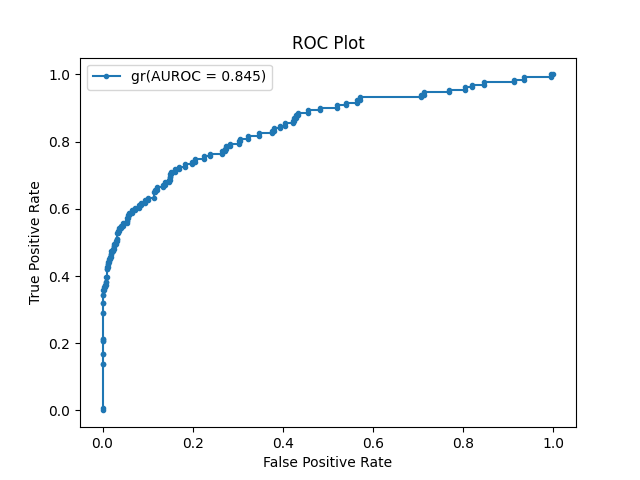 ROC Plot
gr(AUROC = 0.845)
1.0
0.8
0.6
0.4
0.2
0.0
True Positive Rate
0.0 0.2 0.4 0.6 0.8 1.0
False Positive Rate